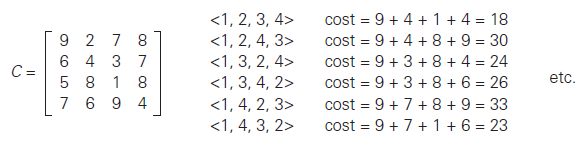 <1, 2, 3, 4> cost = 9 + 4 + 1 + 4 = 18
9 2 7 8 <1, 2, 4, 3> cost = 9 + 4 + 8 + 9 = 30
6 4 3 7 <1, 3, 2, 4> cost = 9 + 3 + 8 + 4 = 24
C = 5 8 1 8 <1, 3, 4, 2> cost = 9 + 3 + 8 + 6 = 26 etc.
7 6 9 4 <1, 4, 2, 3> cost = 9 + 7 + 8 + 9 = 33
<1, 4, 3, 2> cost = 9 + 7 + 1 + 6 = 23